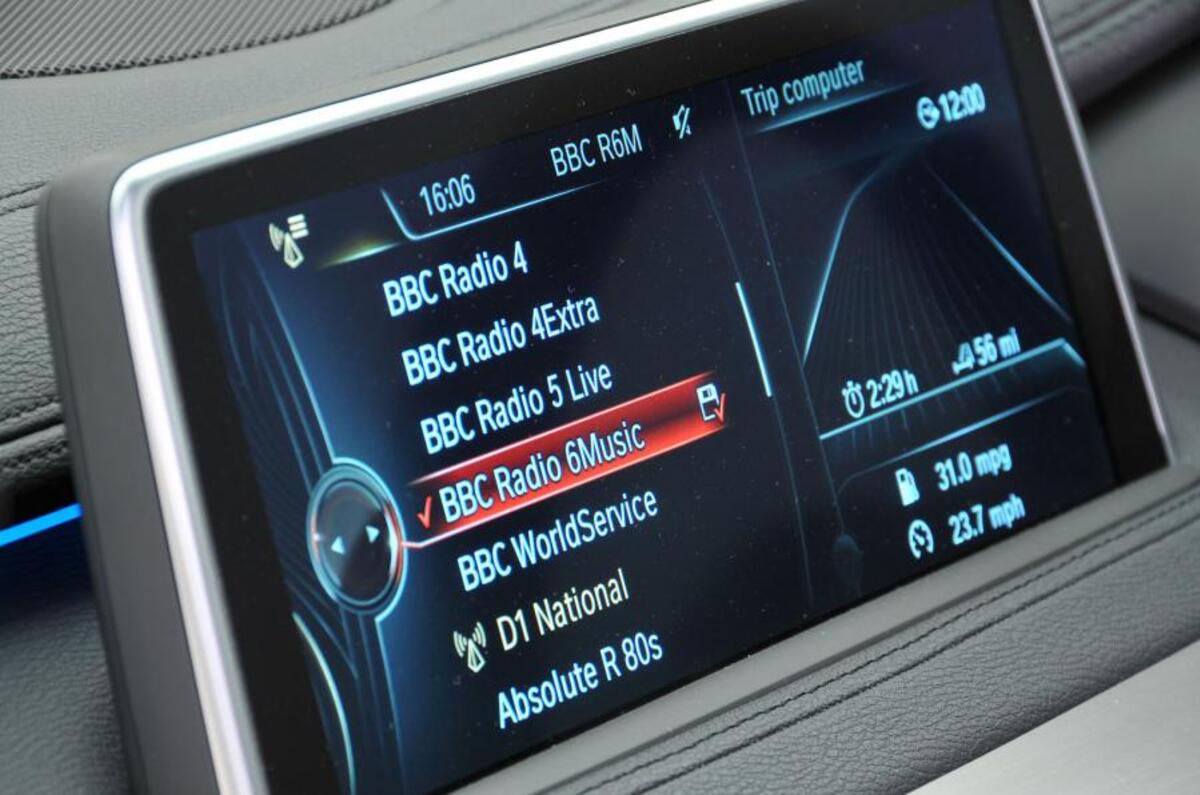 16:06 BBC R6M
BBC Radio 4
BBC Radio 4Extra
BBC Radio 5 Live
BBC Radio 6Music
BBC WorldService
D1 National
Absolute R 80s
Trip computer
12:00
2:29 h 56 mi
31.0 mpg
23.7 mph